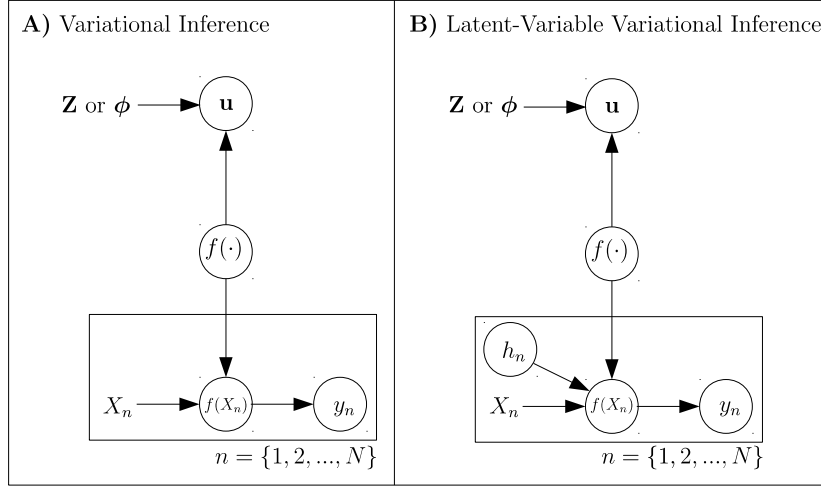 A) Variational Inference
Z or ϕ
u
f(·)
X_n
f(X_n)
y_n
n = {1, 2, ..., N}
B) Latent-Variable Variational Inference
Z or ϕ
u
f(·)
h_n
X_n
f(X_n)
y_n
n = {1, 2, ..., N}